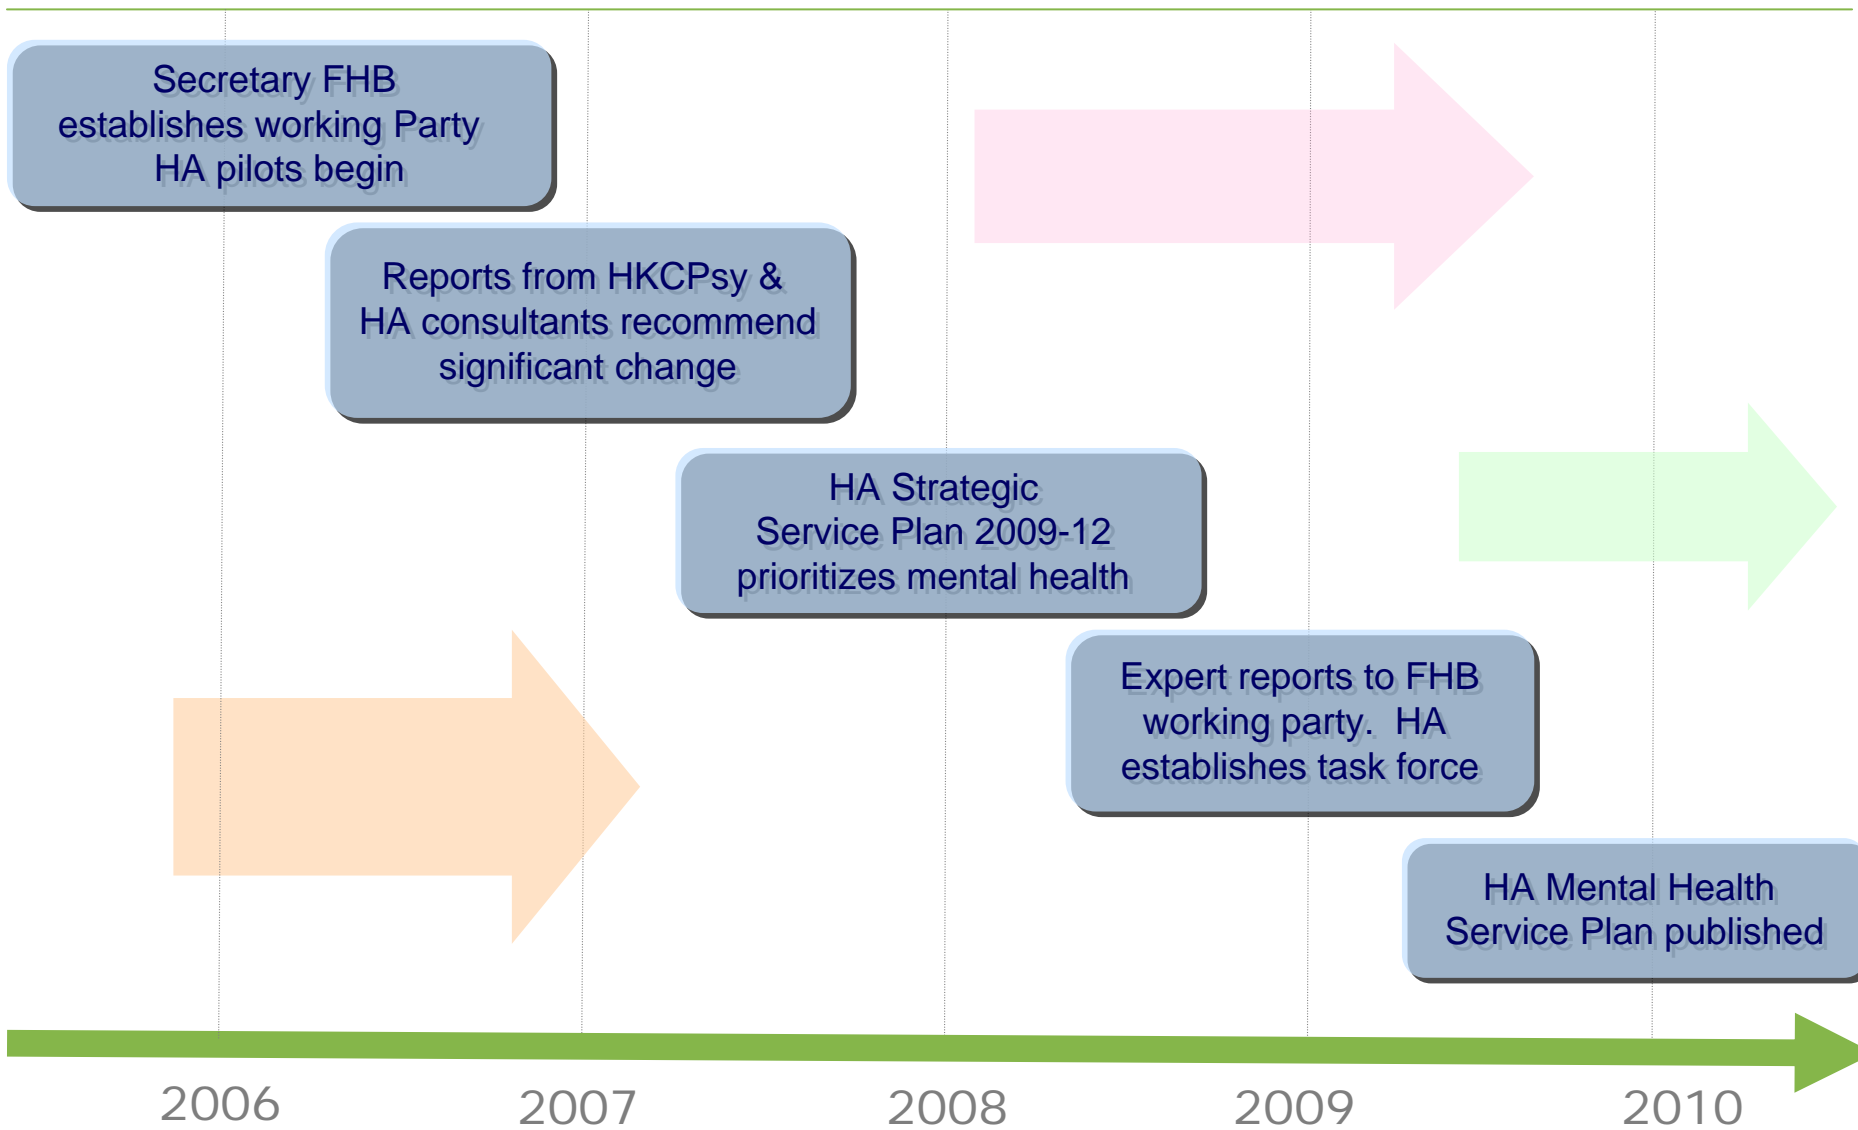 Secretary FHB
establishes working Party
HA pilots begin
Reports from HKCPsy &
HA consultants recommend
significant change
HA Strategic
Service Plan 2009-12
prioritizes mental health
Expert reports to FHB
working party.  HA
establishes task force
HA Mental Health
Service Plan published
2006
2007
2008
2009
2010